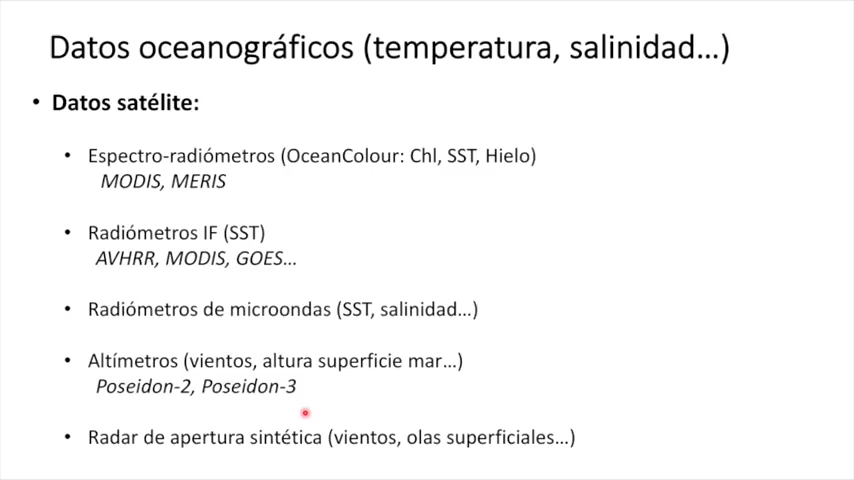 Datos oceanográficos (temperatura, salinidad...)
• Datos satélite:
• Espectro-radiómetros (OceanColour: Chl, SST, Hielo)
MODIS, MERIS
• Radiómetros IF (SST)
AVHRR, MODIS, GOES...
• Radiómetros de microondas (SST, salinidad...)
• Altímetros (vientos, altura superficie mar...)
Poseidon-2, Poseidon-3
• Radar de apertura sintética (vientos, olas superficiales...)